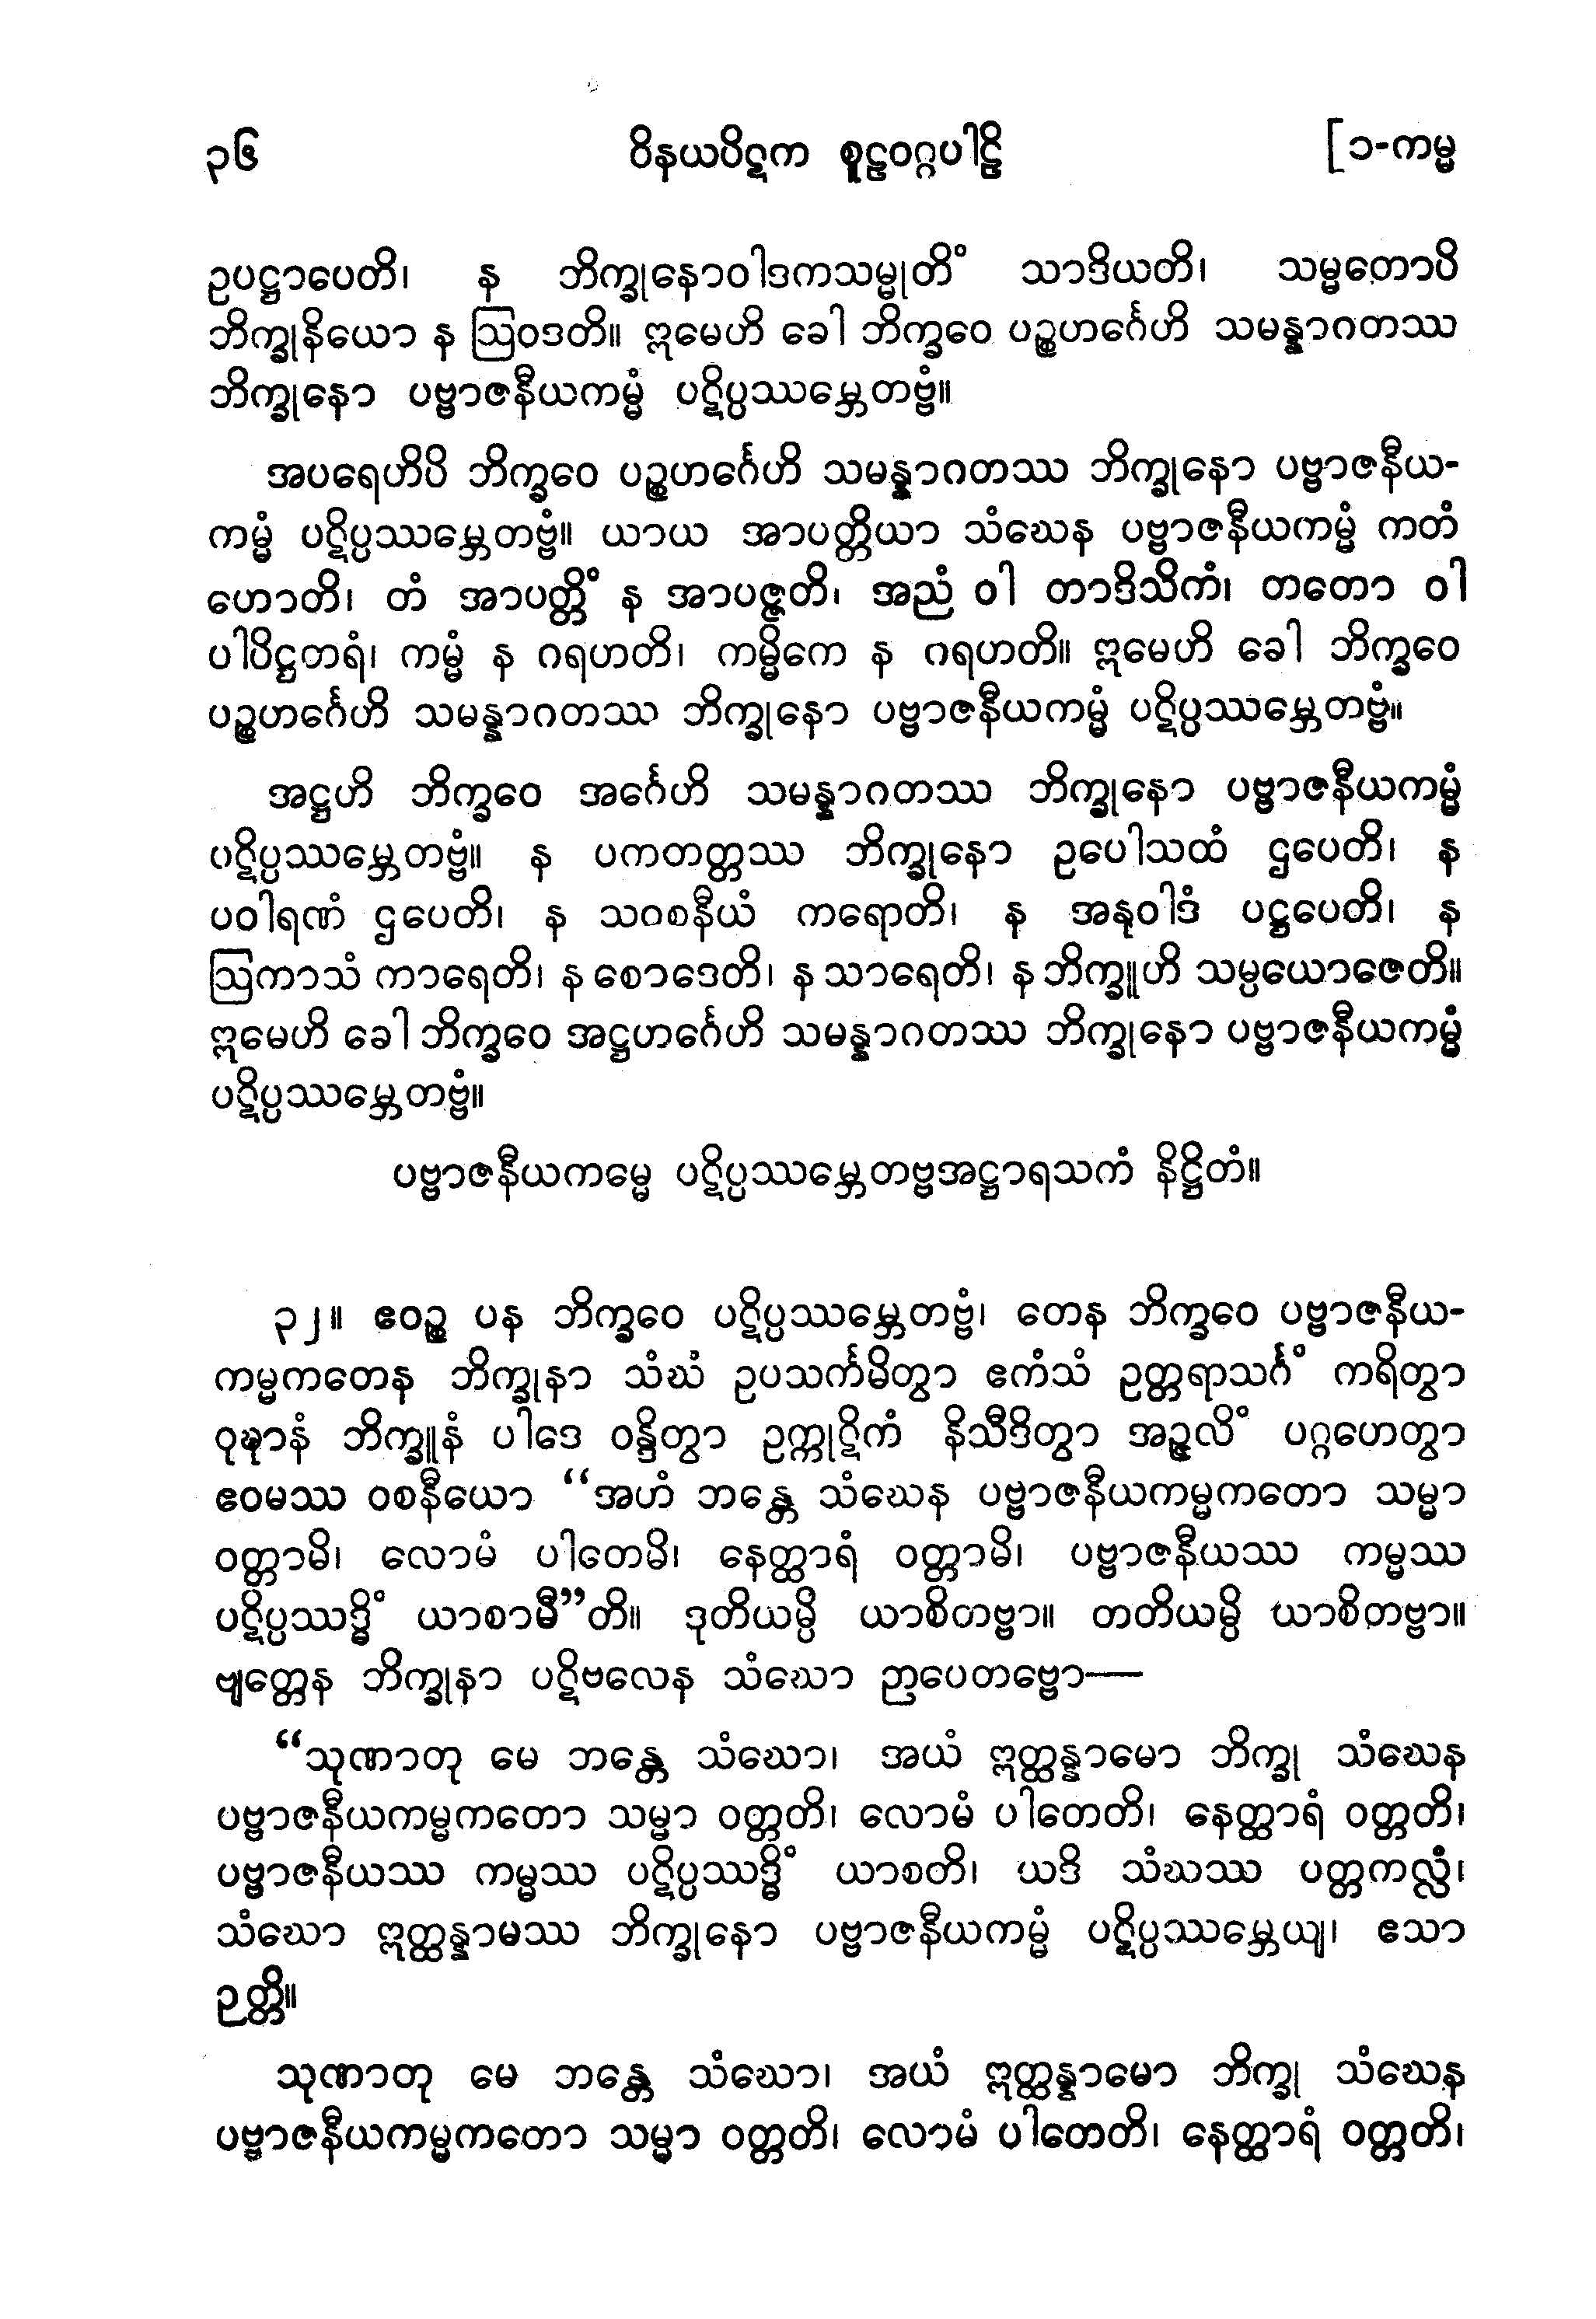 ၃၆ ဝိနယပိဋက စူဠဝဂ္ဂပါဠိ [၁-ကမ္မ
ဥပဋ္ဌာပေတိ၊ န ဘိက္ခုနောဝါဒကသမ္မုတိံ သာဒိယတိ၊ သမ္မတောပိ
ဘိက္ခုနိယော န ဩဝဒတိ။ ဣမေဟိ ခေါ ဘိက္ခဝေ ပဉ္စဟင်္ဂေဟိ သမန္နာဂတဿ
ဘိက္ခုနော ပဗ္ဗာဇနီယကမ္မံ ပဋိပ္ပဿမ္ဘေတဗ္ဗံ။
အပရေဟိပိ ဘိက္ခဝေ ပဉ္စဟင်္ဂေဟိ သမန္နာဂတဿ ဘိက္ခုနော ပဗ္ဗာဇနီယ-
ကမ္မံ ပဋိပ္ပဿမ္ဘေတဗ္ဗံ။ ယာယ အာပတ္တိယာ သံဃေန ပဗ္ဗာဇနီယကမ္မံ ကတံ
ဟောတိ၊ တံ အာပတ္တိံ န အာပဇ္ဇတိ၊ အညံ ဝါ တာဒိသိကံ၊ တတော ဝါ
ပါပိဋ္ဌတရံ၊ ကမ္မံ န ဂရဟတိ၊ ကမ္မိကေ န ဂရဟတိ။ ဣမေဟိ ခေါ ဘိက္ခဝေ
ပဉ္စဟင်္ဂေဟိ သမန္နာဂတဿ ဘိက္ခုနော ပဗ္ဗာဇနီယကမ္မံ ပဋိပ္ပဿမ္ဘေတဗ္ဗံ။
အဋ္ဌဟိ ဘိက္ခဝေ အင်္ဂေဟိ သမန္နာဂတဿ ဘိက္ခုနော ပဗ္ဗာဇနီယကမ္မံ
ပဋိပ္ပဿမ္ဘေတဗ္ဗံ။ န ပကတတ္တဿ ဘိက္ခုနော ဥပေါသထံ ဌပေတိ၊ န
ပဝါရဏံ ဌပေတိ၊ န သဝစနီယံ ကရောတိ၊ န အနုဝါဒံ ပဋ္ဌပေတိ၊ န
ဩကာသံ ကာရေတိ၊ န စောဒေတိ၊ န သာရေတိ၊ န ဘိက္ခူဟိ သမ္ပယောဇေတိ။
ဣမေဟိ ခေါ ဘိက္ခဝေ အဋ္ဌဟင်္ဂေဟိ သမန္နာဂတဿ ဘိက္ခုနော ပဗ္ဗာဇနီယကမ္မံ
ပဋိပ္ပဿမ္ဘေတဗ္ဗံ။
ပဗ္ဗာဇနီယကမ္မေ ပဋိပ္ပဿမ္ဘေတဗ္ဗအဋ္ဌာရသကံ နိဋ္ဌိတံ။
၃၂။ ဧဝဉ္စ ပန ဘိက္ခဝေ ပဋိပ္ပဿမ္ဘေတဗ္ဗံ၊ တေန ဘိက္ခဝေ ပဗ္ဗာဇနီယ-
ကမ္မကတေန ဘိက္ခုနာ သံဃံ ဥပသင်္ကမိတွာ ဧကံသံ ဥတ္တရာသင်္ဂံ ကရိတွာ
ဝုဍ္ဎာနံ ဘိက္ခူနံ ပါဒေ ဝန္ဒိတွာ ဥက္ကုဋိကံ နိသီဒိတွာ အဉ္ဇလိံ ပဂ္ဂဟေတွာ
ဧဝမဿ ဝစနီယော “အဟံ ဘန္တေ သံဃေန ပဗ္ဗာဇနီယကမ္မကတော သမ္မာ
ဝတ္တာမိ၊ လောမံ ပါတေမိ၊ နေတ္ထာရံ ဝတ္တာမိ၊ ပဗ္ဗာဇနီယဿ ကမ္မဿ
ပဋိပ္ပဿဒ္ဓိံ ယာစာမီ”တိ။ ဒုတိယမ္ပိ ယာစိတဗ္ဗာ။ တတိယမ္ပိ ယာစိတဗ္ဗာ။
ဗျတ္တေန ဘိက္ခုနာ ပဋိဗလေန သံဃော ဉာပေတဗ္ဗော—
“သုဏာတု မေ ဘန္တေ သံဃော၊ အယံ ဣတ္ထန္နာမော ဘိက္ခု သံဃေန
ပဗ္ဗာဇနီယကမ္မကတော သမ္မာ ဝတ္တတိ၊ လောမံ ပါတေတိ၊ နေတ္ထာရံ ဝတ္တတိ၊
ပဗ္ဗာဇနီယဿ ကမ္မဿ ပဋိပ္ပဿဒ္ဓိံ ယာစတိ၊ ယဒိ သံဃဿ ပတ္တကလ္လံ၊
သံဃော ဣတ္ထန္နာမဿ ဘိက္ခုနော ပဗ္ဗာဇနီယကမ္မံ ပဋိပ္ပဿမ္ဘေယျ၊ ဧသာ
ဉတ္တိ။
သုဏာတု မေ ဘန္တေ သံဃော၊ အယံ ဣတ္ထန္နာမော ဘိက္ခု သံဃေန
ပဗ္ဗာဇနီယကမ္မကတော သမ္မာ ဝတ္တတိ၊ လောမံ ပါတေတိ၊ နေတ္ထာရံ ဝတ္တတိ၊